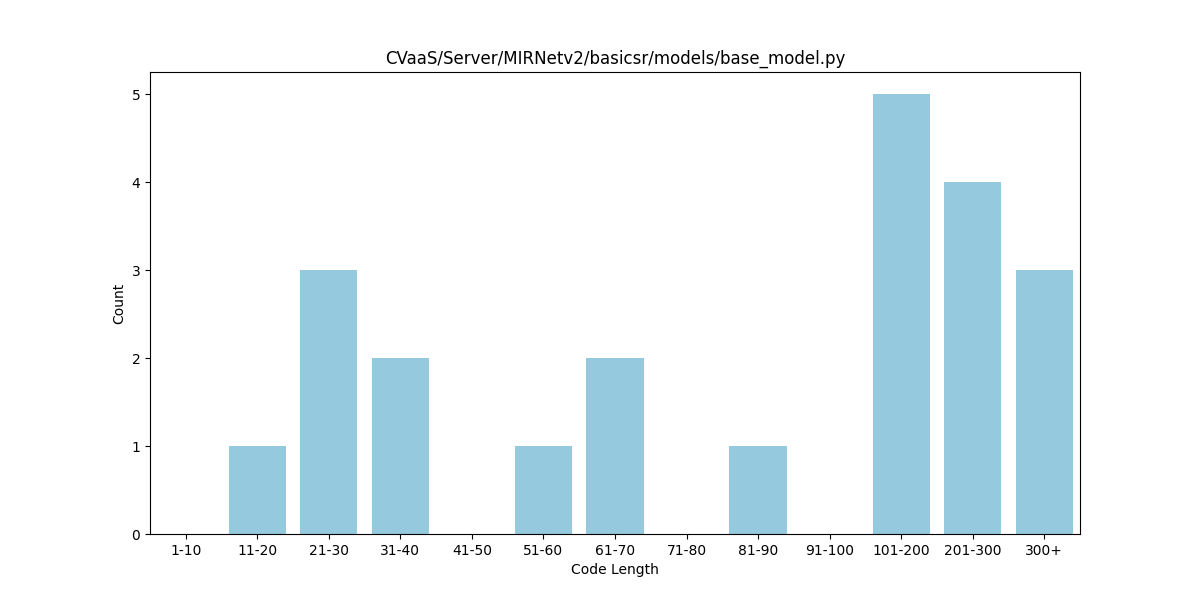 CVaaS/Server/MIRNetv2/basicsr/models/base_model.py
5
4
3
2
1
0
Count
1-10 11-20 21-30 31-40 41-50 51-60 61-70 71-80 81-90 91-100 101-200 201-300 300+
Code Length